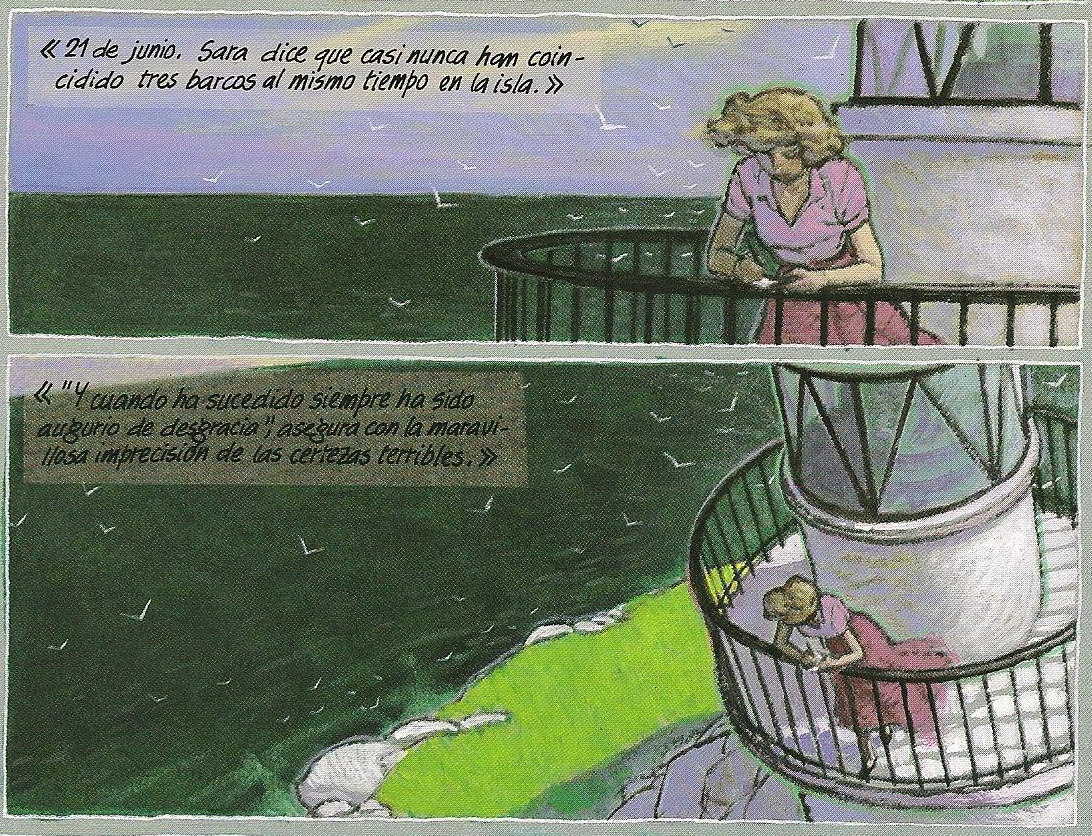 « 21 de junio. Sara dice que casi nunca han coin-
cidido tres barcos al mismo tiempo en la isla. »
« "Y cuando ha sucedido siempre ha sido
augurio de desgracia", asegura con la maravi-
llosa imprecisión de las certezas terribles. »